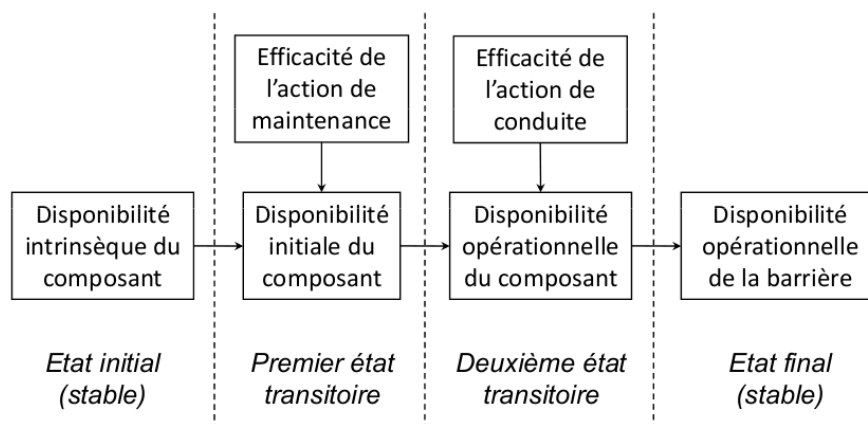 Efficacité de
l’action de
maintenance
Efficacité de
l’action de
conduite
Disponibilité
intrinsèque du
composant
Disponibilité
initiale du
composant
Disponibilité
opérationnelle
du composant
Disponibilité
opérationnelle
de la barrière
Etat initial
(stable)
Premier état
transitoire
Deuxième état
transitoire
Etat final
(stable)